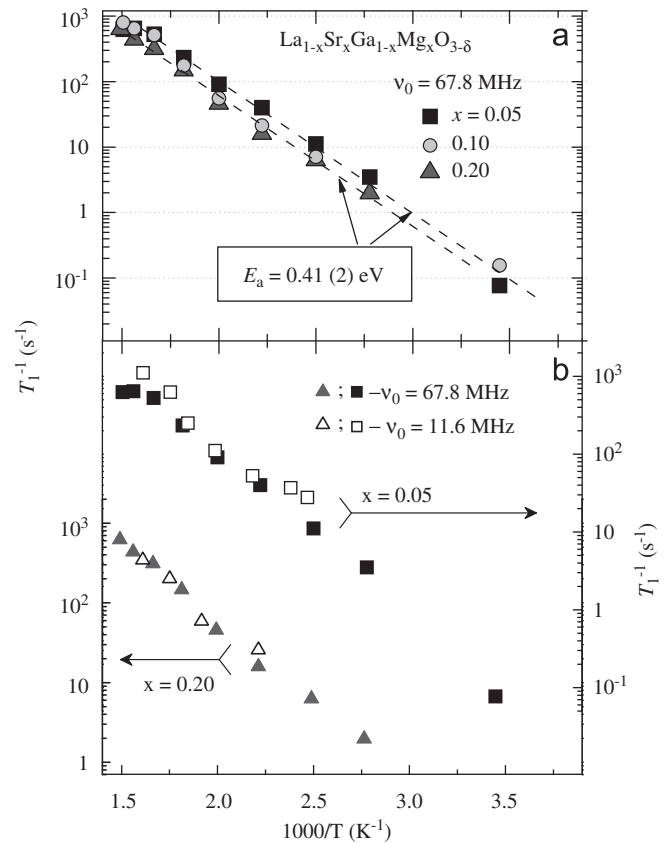 10³
a
La₁₋ₓSrₓGa₁₋ₓMgₓO₃₋δ
10²
ν₀ = 67.8 MHz
x = 0.05
10
0.10
0.20
1
Eₐ = 0.41 (2) eV
10⁻¹
T₁⁻¹ (s⁻¹)
b
10³
; –ν₀ = 67.8 MHz
; – ν₀ = 11.6 MHz
10²
x = 0.05
10³
10
10²
1
x = 0.20
10
10⁻¹
1
T₁⁻¹ (s⁻¹)
1.5 2.0 2.5 3.0 3.5
1000/T (K⁻¹)